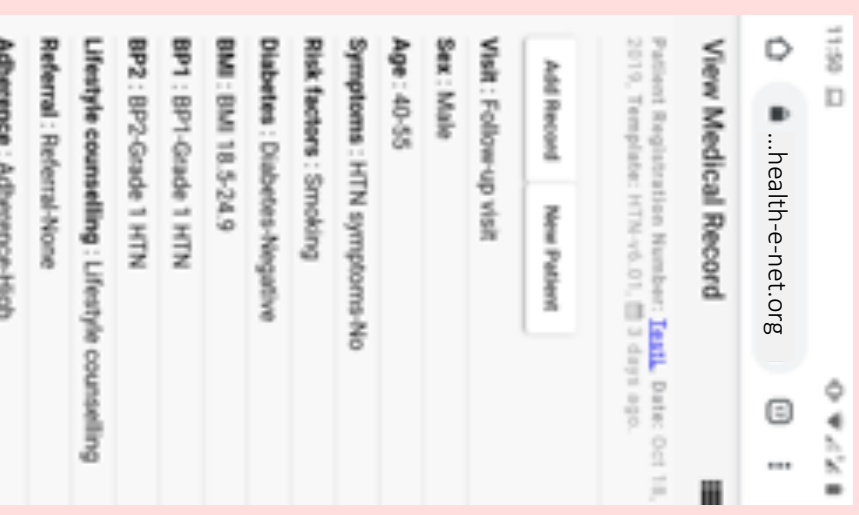 11:50
...health-e-net.org
View Medical Record
Patient Registration Number: TestL, Date: Oct 18,
2019, Template: HTN-v6.01, 3 days ago.
Add Record New Patient
Visit : Follow-up visit
Sex : Male
Age : 40-55
Symptoms : HTN symptoms-No
Risk factors : Smoking
Diabetes : Diabetes-Negative
BMI : BMI 18.5-24.9
BP1 : BP1-Grade 1 HTN
BP2 : BP2-Grade 1 HTN
Lifestyle counselling : Lifestyle counselling
Referral : Referral-None
Adherence : Adherence-High